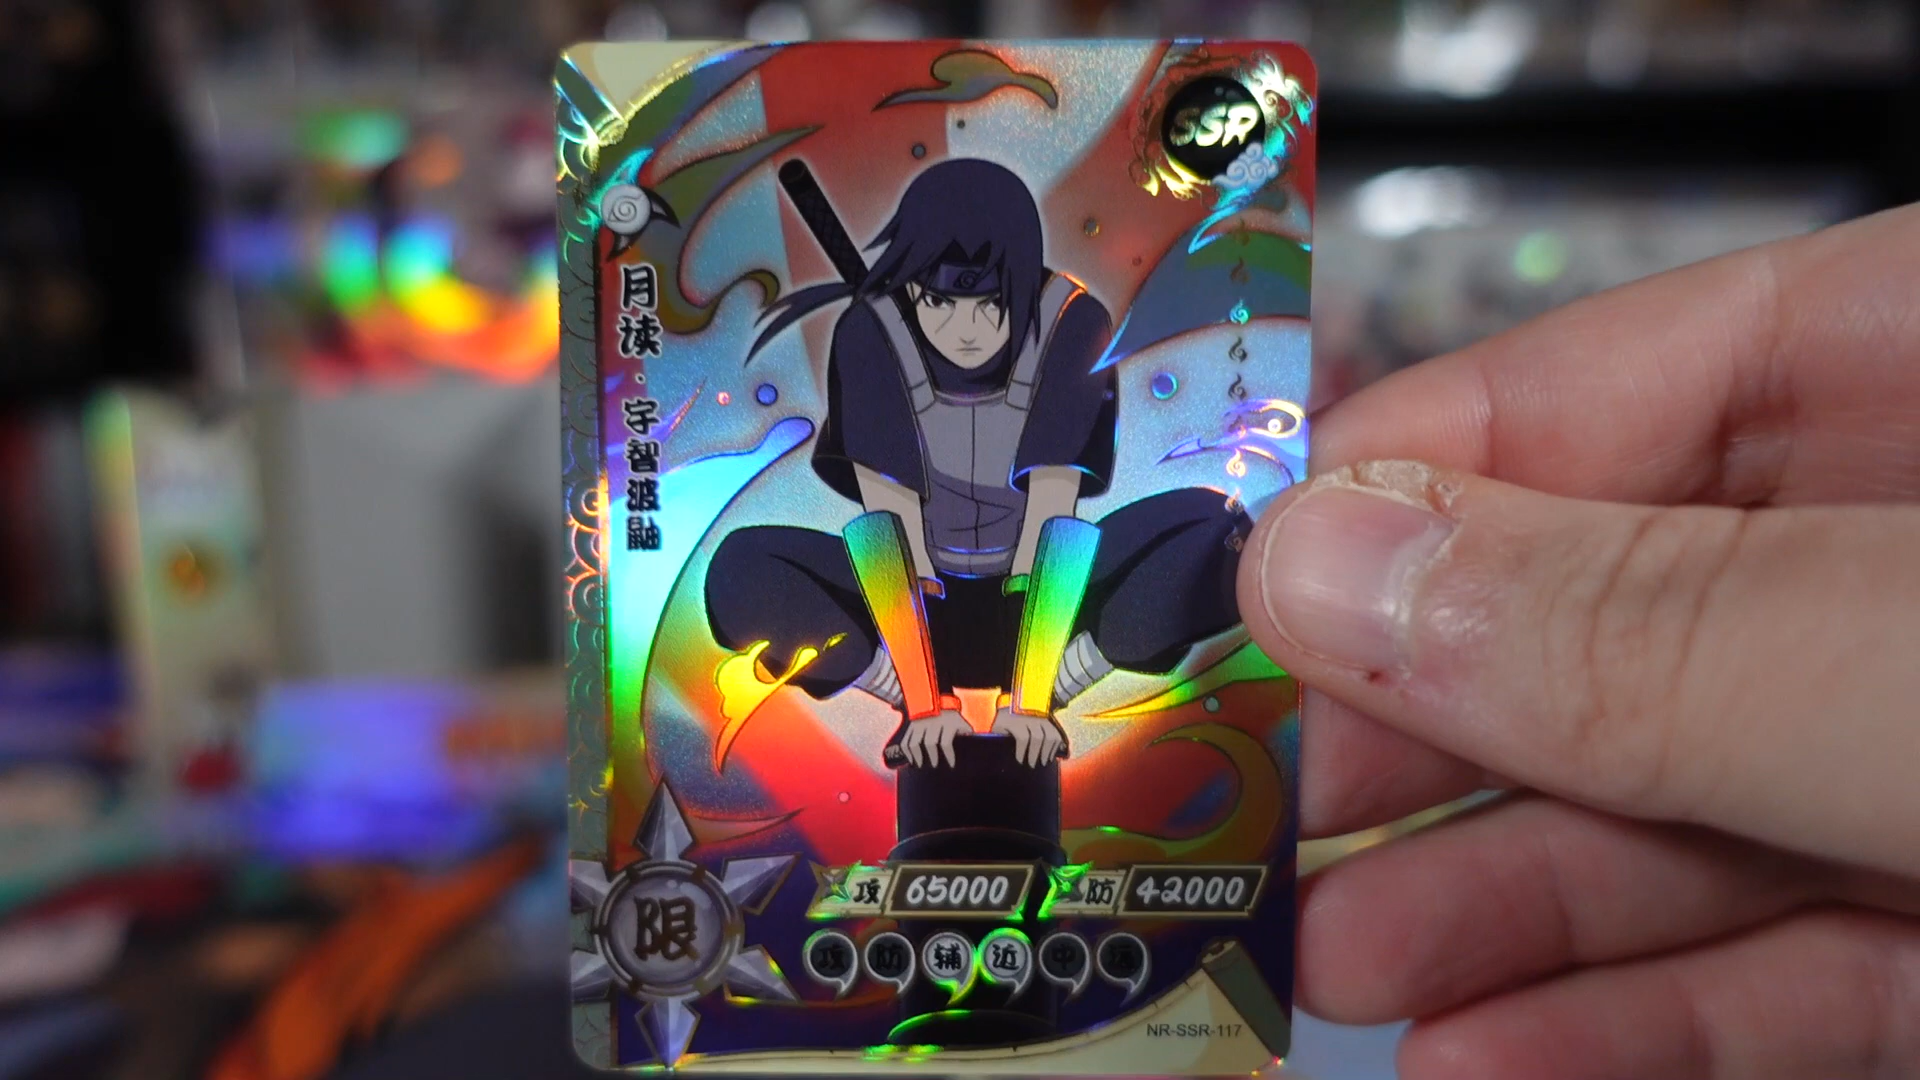 SSR
月读·宇智波鼬
攻 65000 防 42000
限
攻 防 辅 近 中 远
NR-SSR-117